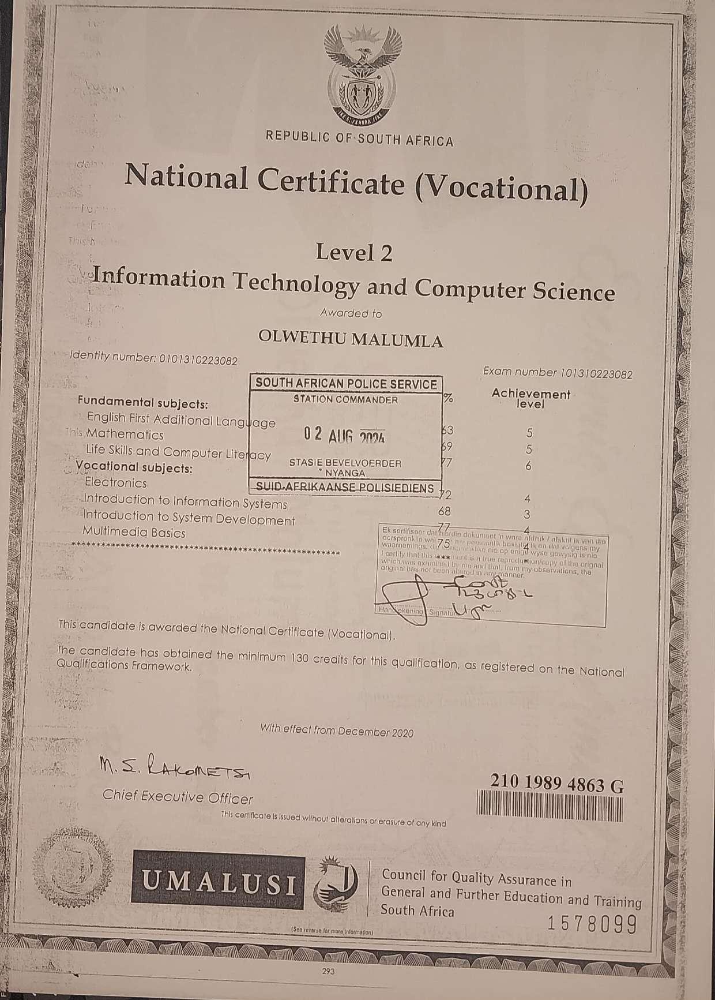 REPUBLIC OF SOUTH AFRICA
National Certificate (Vocational)
Level 2
Information Technology and Computer Science
Awarded to
OLWETHU MALUMLA
Identity number: 0101310223082
Exam number 101310223082
SOUTH AFRICAN POLICE SERVICE
STATION COMMANDER
02 AUG 2024
STASIE BEVELVOERDER
NYANGA
SUID-AFRIKAANSE POLISIEDIENS
% Achievement level
Fundamental subjects:
English First Additional Language 63 5
Mathematics 69 5
Life Skills and Computer Literacy 77 6
Vocational subjects:
Electronics 72 4
Introduction to Information Systems 68 3
Introduction to System Development 77 4
Multimedia Basics 75 4
******************************************************
Ek sertifiseer dat hierdie dokument 'n ware afdruk / afskrif is van die
oorspronklike wat my persoonlik is en dat volgens my
waarnemings, die oorspronklike nie op enige wyse gewysig is nie
I certify that this document is a true reproduction/copy of the orignal
which was examined by me and that, from my observations, the
original has not been altered in any manner.
Const
Handtekening / Signature
This candidate is awarded the National Certificate (Vocational).
The candidate has obtained the minimum 130 credits for this qualification, as registered on the National
Qualifications Framework.
With effect from December 2020
M.S. RAKOMETSI
Chief Executive Officer
210 1989 4863 G
This certificate is issued without alterations or erasure of any kind
UMALUSI
Council for Quality Assurance in
General and Further Education and Training
South Africa
1578099
(See reverse for more information)
293